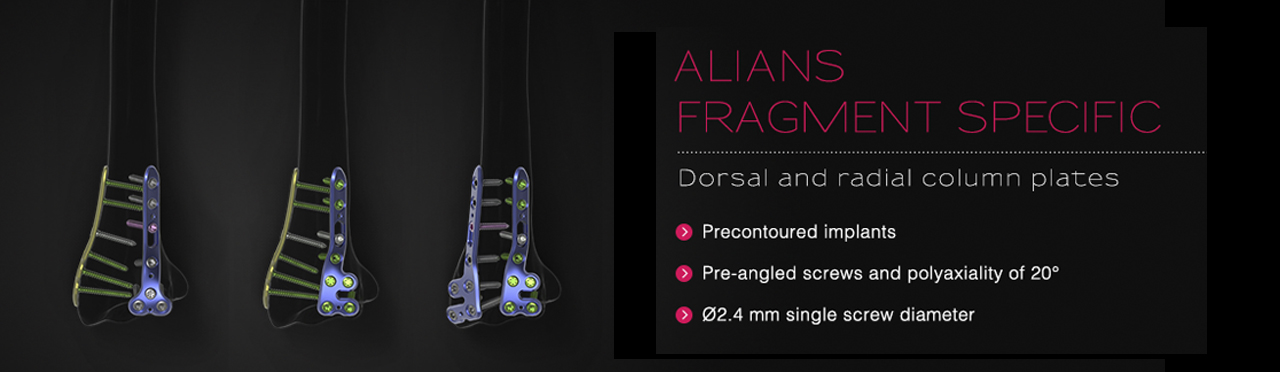 ALIANS
FRAGMENT SPECIFIC
Dorsal and radial column plates
Precontoured implants
Pre-angled screws and polyaxiality of 20°
Ø2.4 mm single screw diameter